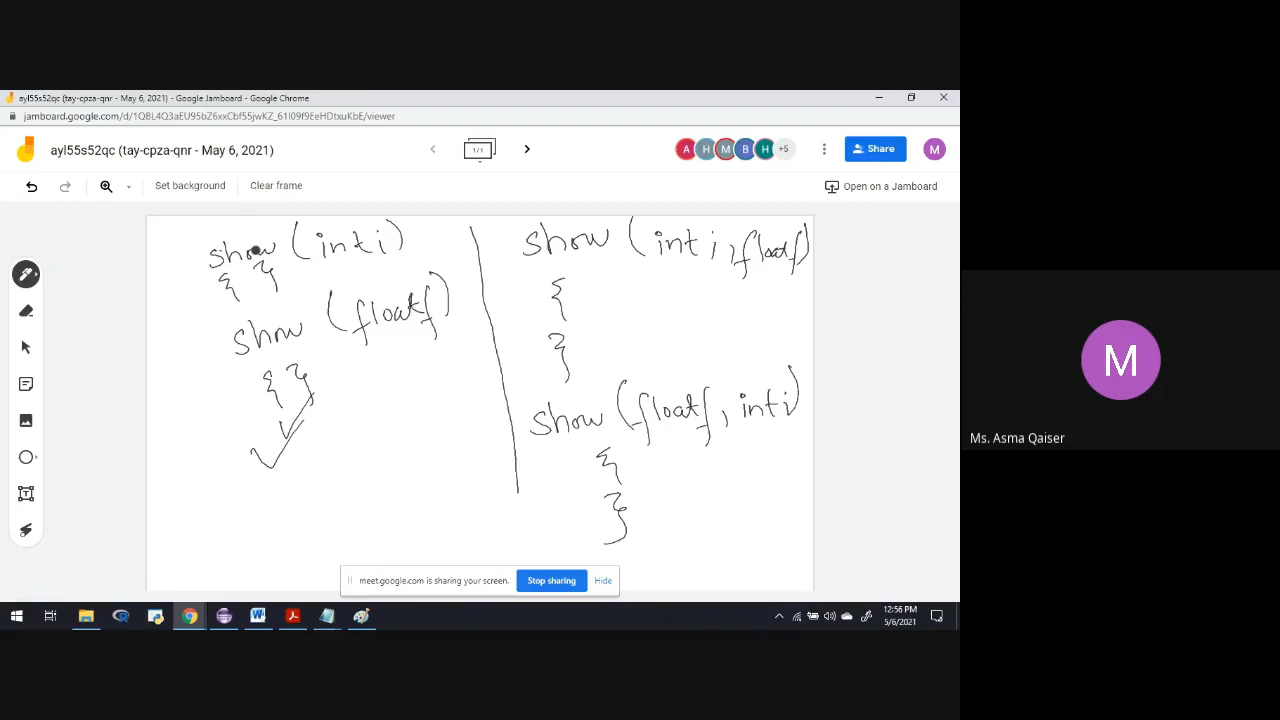 ayl55s52qc (tay-cpza-qnr - May 6, 2021) - Google Jamboard - Google Chrome
jamboard.google.com/d/1QBL4Q3aEU95bZ6xxCbf55jwKZ_61I09f9EeHDtxuKbE/viewer
ayl55s52qc (tay-cpza-qnr - May 6, 2021)
1/1
A H M B H +5
Share
M
Set background
Clear frame
Open on a Jamboard
show (int i)
{ }
show (float f)
{ }
show (int i, float f)
{
}
show (float f, int i)
{
}
M
Ms. Asma Qaiser
meet.google.com is sharing your screen.
Stop sharing
Hide
12:56 PM
5/6/2021